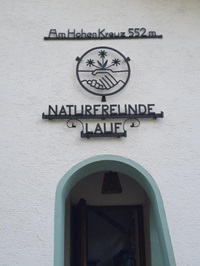 Am Hohen Kreuz 552 m
NATURFREUNDE
LAUF